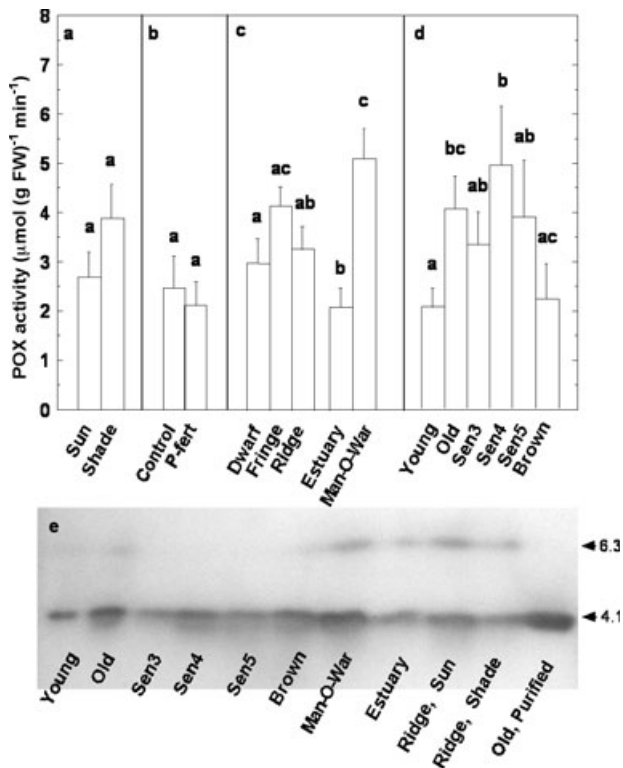 8
7
6
5
4
3
2
1
0
POX activity (μmol (g FW)⁻¹ min⁻¹)
a
b
c
d
a
a
a
a
a
ac
ab
b
c
a
bc
ab
b
ab
ac
Sun
Shade
Control
P-fert
Dwarf
Fringe
Ridge
Estuary
Man-O-War
Young
Old
Sen3
Sen4
Sen5
Brown
e
6.3
4.1
Young
Old
Sen3
Sen4
Sen5
Brown
Man-O-War
Estuary
Ridge, Sun
Ridge, Shade
Old, Purified